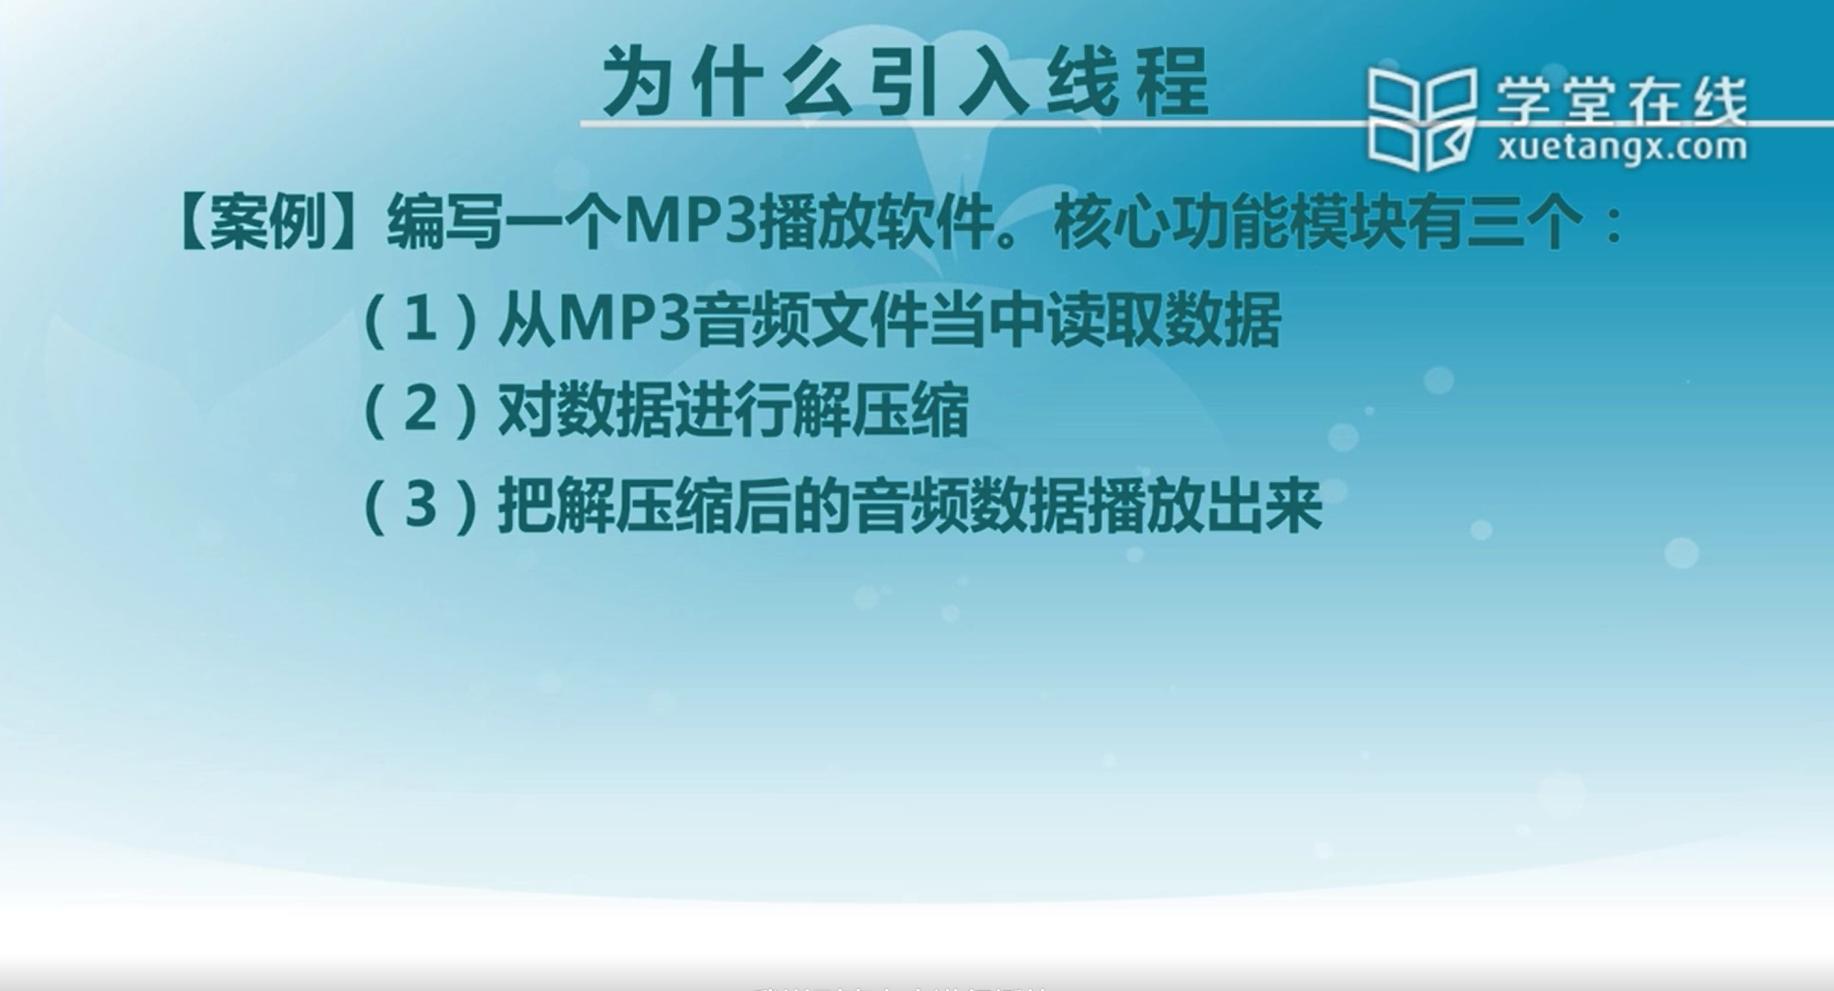 为什么引入线程
学堂在线
xuetangx.com
【案例】编写一个MP3播放软件。核心功能模块有三个：
（1）从MP3音频文件当中读取数据
（2）对数据进行解压缩
（3）把解压缩后的音频数据播放出来